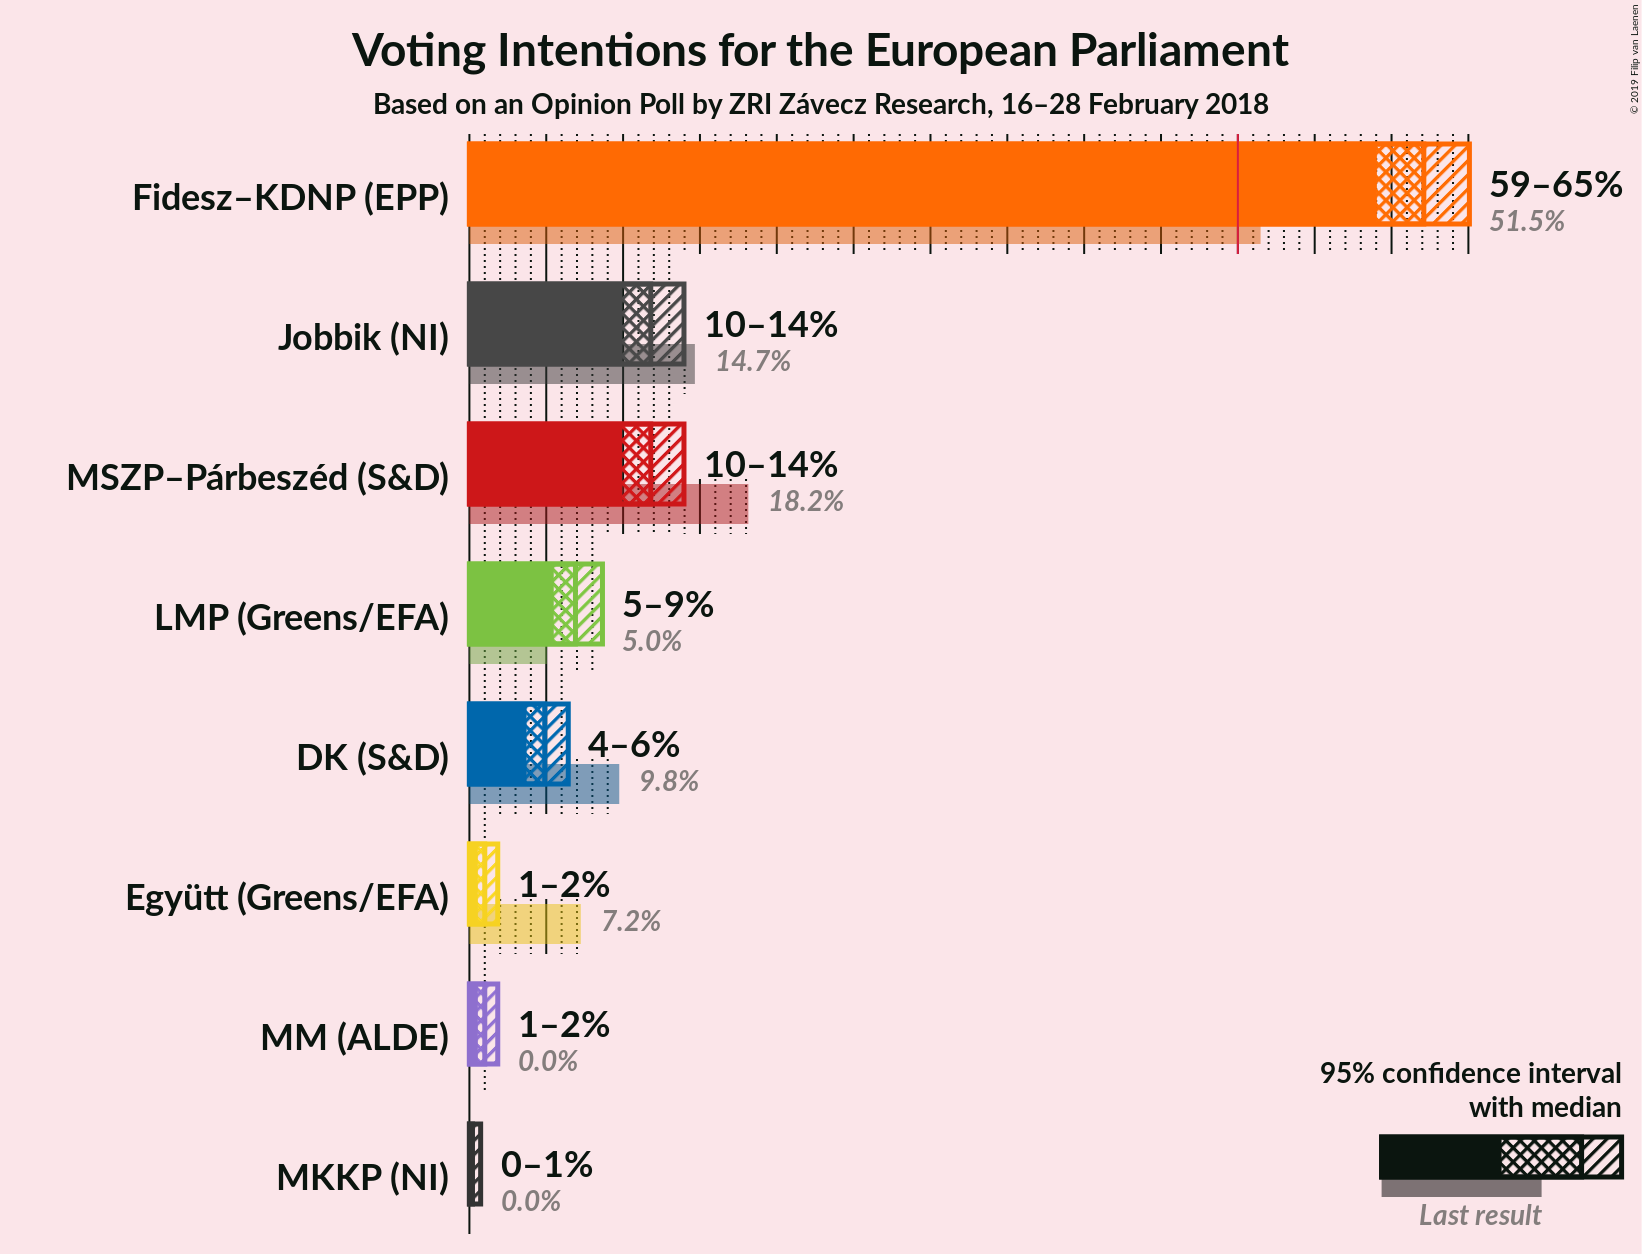 Voting Intentions for the European Parliament
Based on an Opinion Poll by ZRI Závecz Research, 16–28 February 2018
© 2019 Filip van Laenen
Fidesz–KDNP (EPP)
59–65%
51.5%
Jobbik (NI)
10–14%
14.7%
MSZP–Párbeszéd (S&D)
10–14%
18.2%
LMP (Greens/EFA)
5–9%
5.0%
DK (S&D)
4–6%
9.8%
Együtt (Greens/EFA)
1–2%
7.2%
MM (ALDE)
1–2%
0.0%
MKKP (NI)
0–1%
0.0%
95% confidence interval
with median
Last result